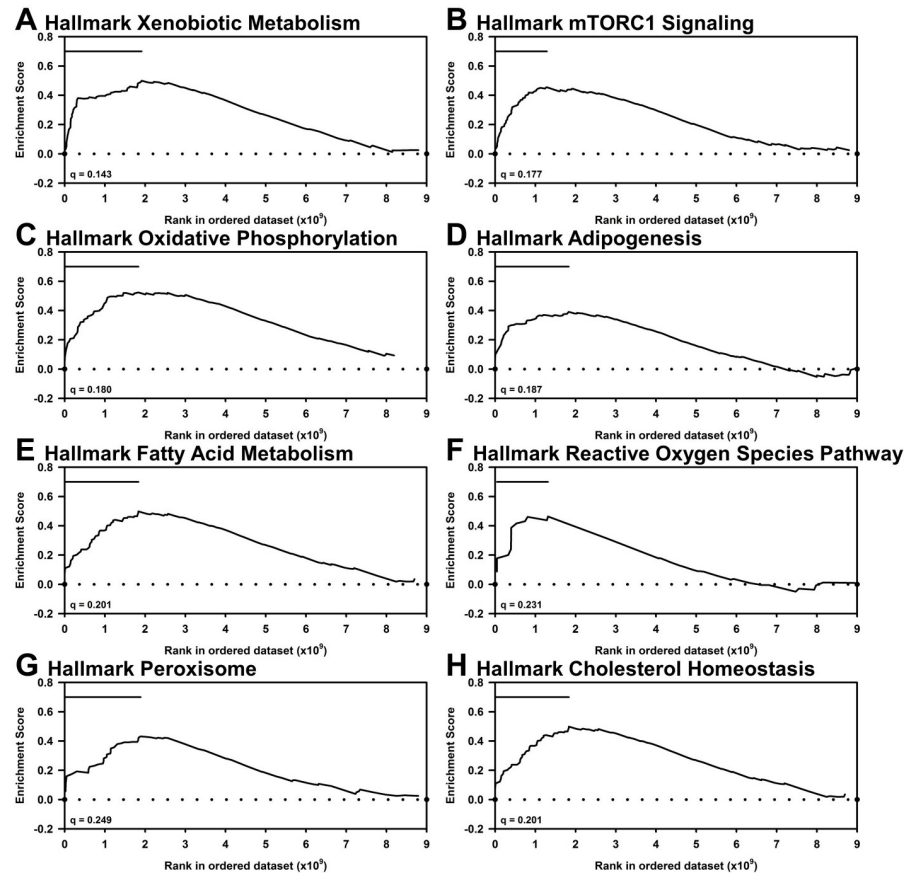 A Hallmark Xenobiotic Metabolism
Enrichment Score
0.8
0.6
0.4
0.2
0.0
-0.2
q = 0.143
0 1 2 3 4 5 6 7 8 9
Rank in ordered dataset (x10⁹)
B Hallmark mTORC1 Signaling
Enrichment Score
0.8
0.6
0.4
0.2
0.0
-0.2
q = 0.177
0 1 2 3 4 5 6 7 8 9
Rank in ordered dataset (x10⁹)
C Hallmark Oxidative Phosphorylation
Enrichment Score
0.8
0.6
0.4
0.2
0.0
-0.2
q = 0.180
0 1 2 3 4 5 6 7 8 9
Rank in ordered dataset (x10⁹)
D Hallmark Adipogenesis
Enrichment Score
0.8
0.6
0.4
0.2
0.0
-0.2
q = 0.187
0 1 2 3 4 5 6 7 8 9
Rank in ordered dataset (x10⁹)
E Hallmark Fatty Acid Metabolism
Enrichment Score
0.8
0.6
0.4
0.2
0.0
-0.2
q = 0.201
0 1 2 3 4 5 6 7 8 9
Rank in ordered dataset (x10⁹)
F Hallmark Reactive Oxygen Species Pathway
Enrichment Score
0.8
0.6
0.4
0.2
0.0
-0.2
q = 0.231
0 1 2 3 4 5 6 7 8 9
Rank in ordered dataset (x10⁹)
G Hallmark Peroxisome
Enrichment Score
0.8
0.6
0.4
0.2
0.0
-0.2
q = 0.249
0 1 2 3 4 5 6 7 8 9
Rank in ordered dataset (x10⁹)
H Hallmark Cholesterol Homeostasis
Enrichment Score
0.8
0.6
0.4
0.2
0.0
-0.2
q = 0.201
0 1 2 3 4 5 6 7 8 9
Rank in ordered dataset (x10⁹)